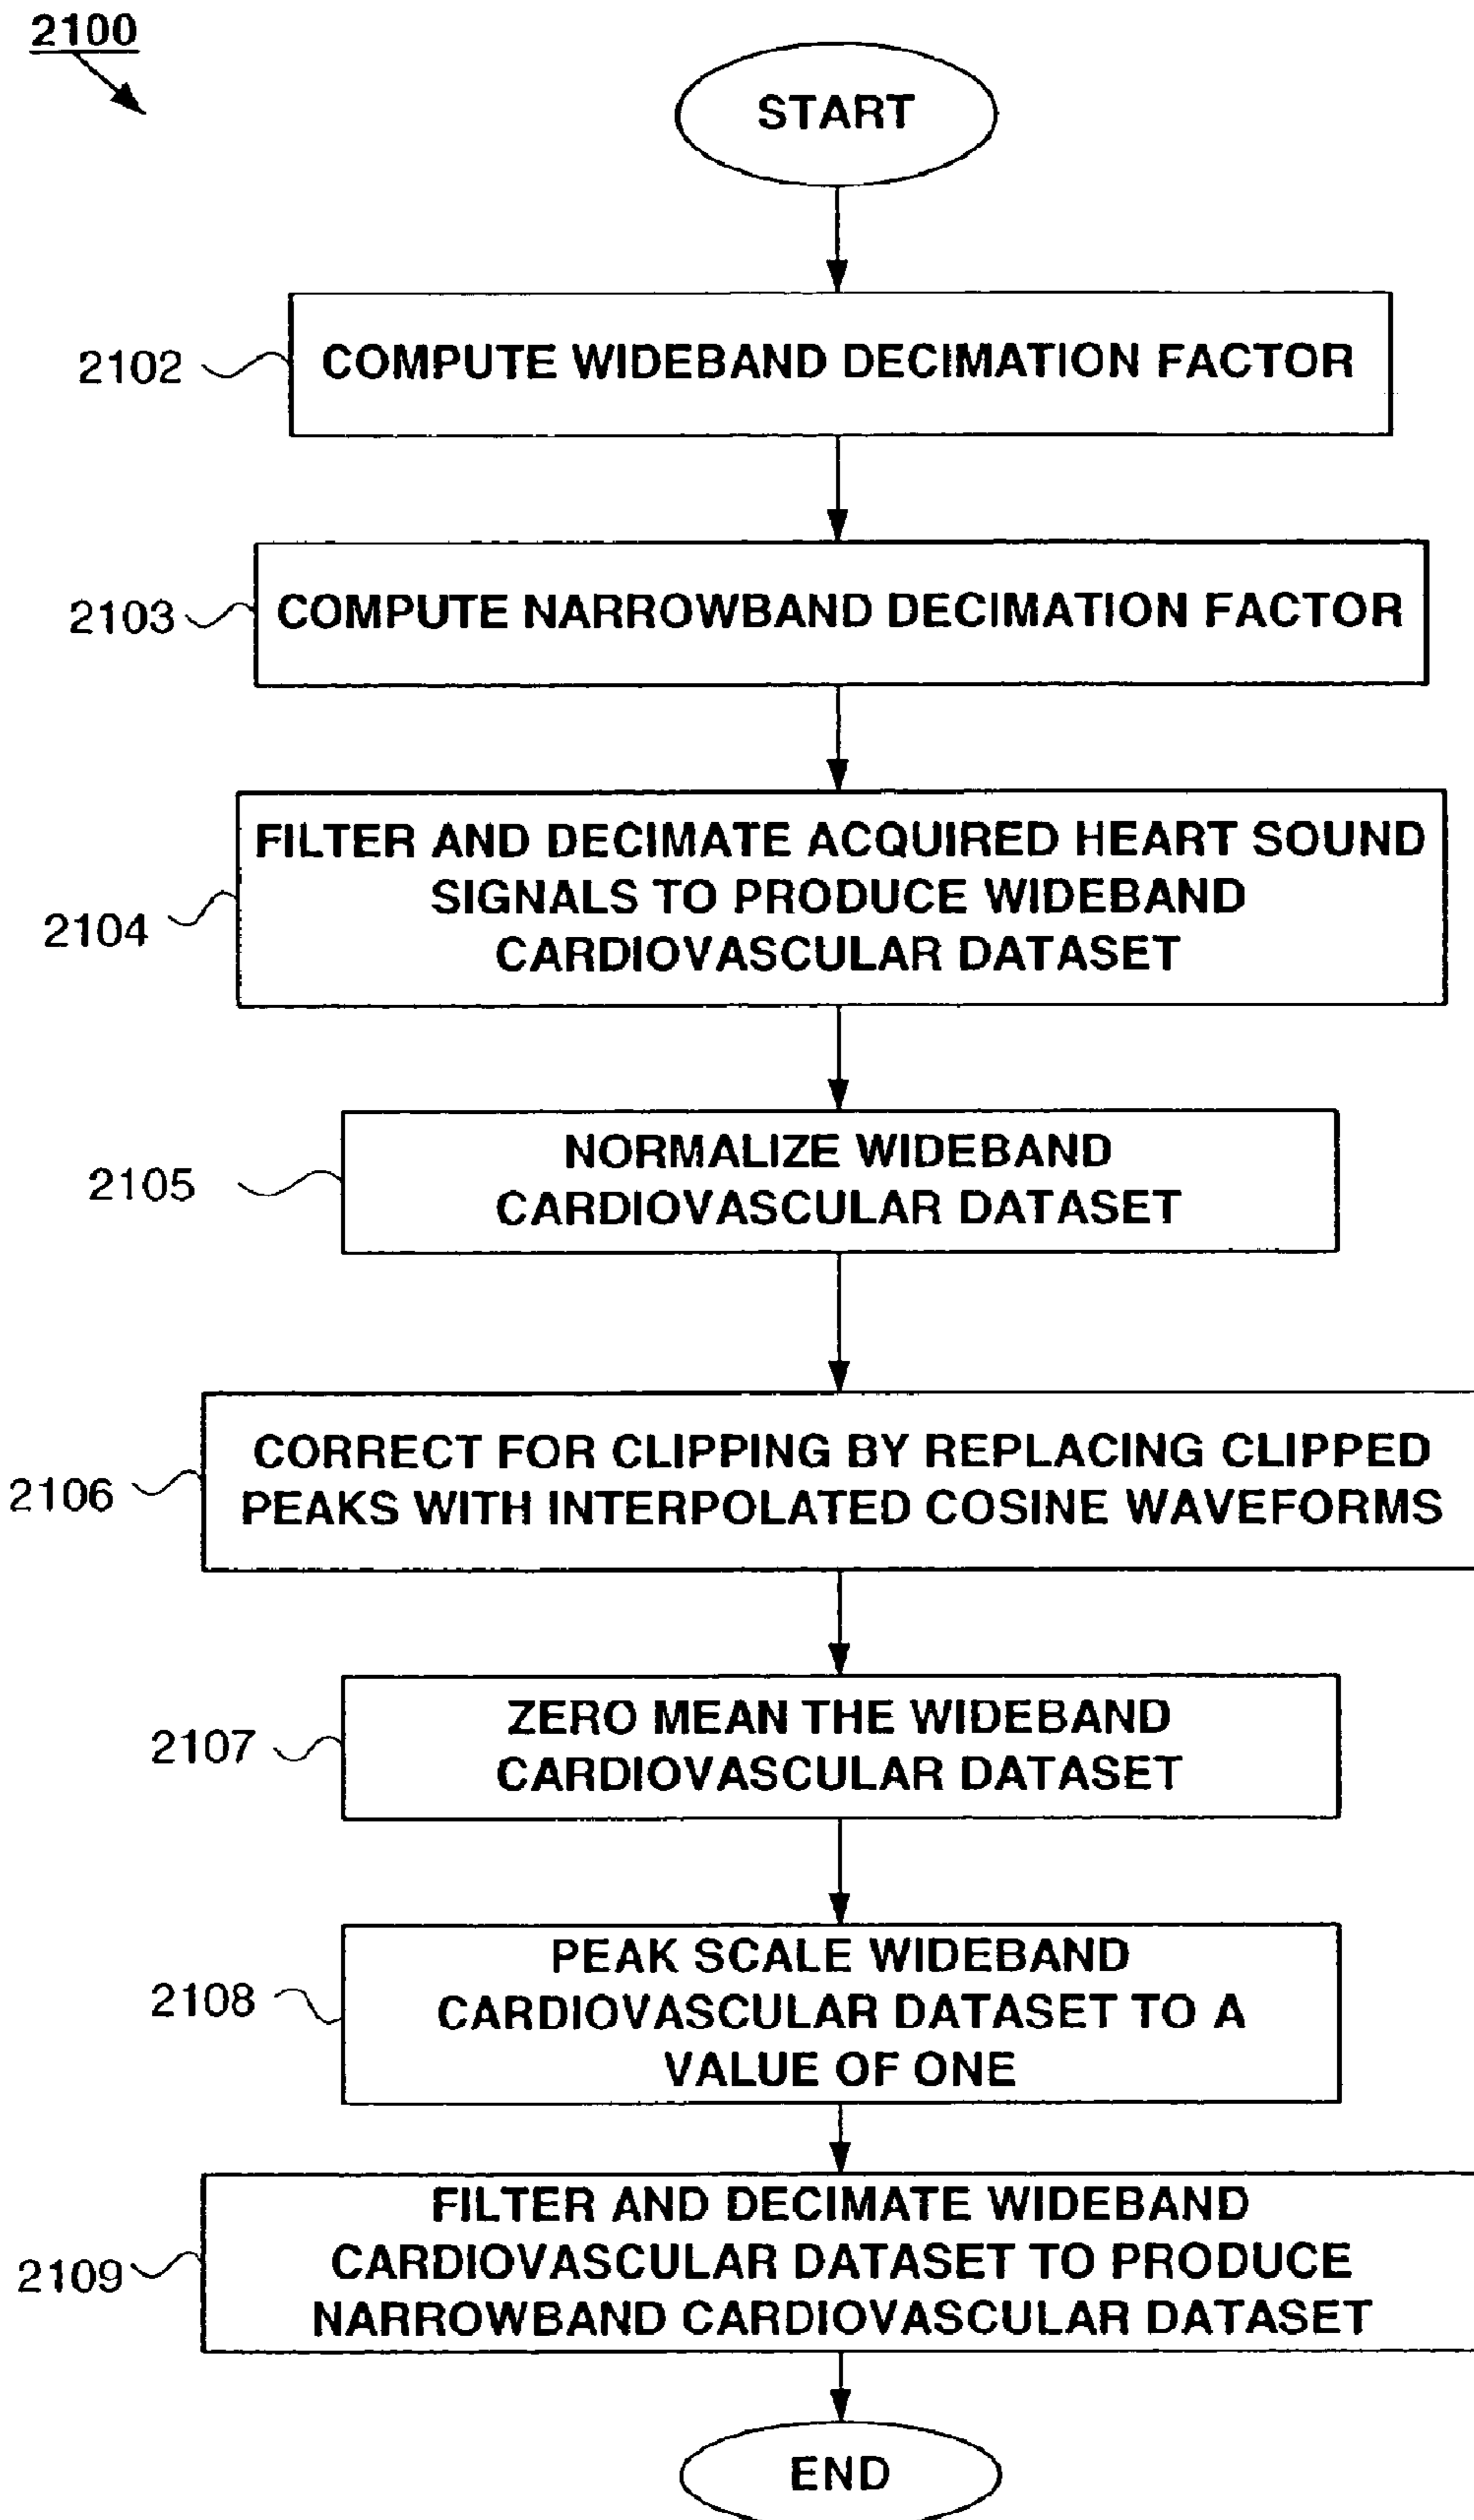 2100
START
2102
COMPUTE WIDEBAND DECIMATION FACTOR
2103
COMPUTE NARROWBAND DECIMATION FACTOR
2104
FILTER AND DECIMATE ACQUIRED HEART SOUND
SIGNALS TO PRODUCE WIDEBAND
CARDIOVASCULAR DATASET
2105
NORMALIZE WIDEBAND
CARDIOVASCULAR DATASET
2106
CORRECT FOR CLIPPING BY REPLACING CLIPPED
PEAKS WITH INTERPOLATED COSINE WAVEFORMS
2107
ZERO MEAN THE WIDEBAND
CARDIOVASCULAR DATASET
2108
PEAK SCALE WIDEBAND
CARDIOVASCULAR DATASET TO A
VALUE OF ONE
2109
FILTER AND DECIMATE WIDEBAND
CARDIOVASCULAR DATASET TO PRODUCE
NARROWBAND CARDIOVASCULAR DATASET
END